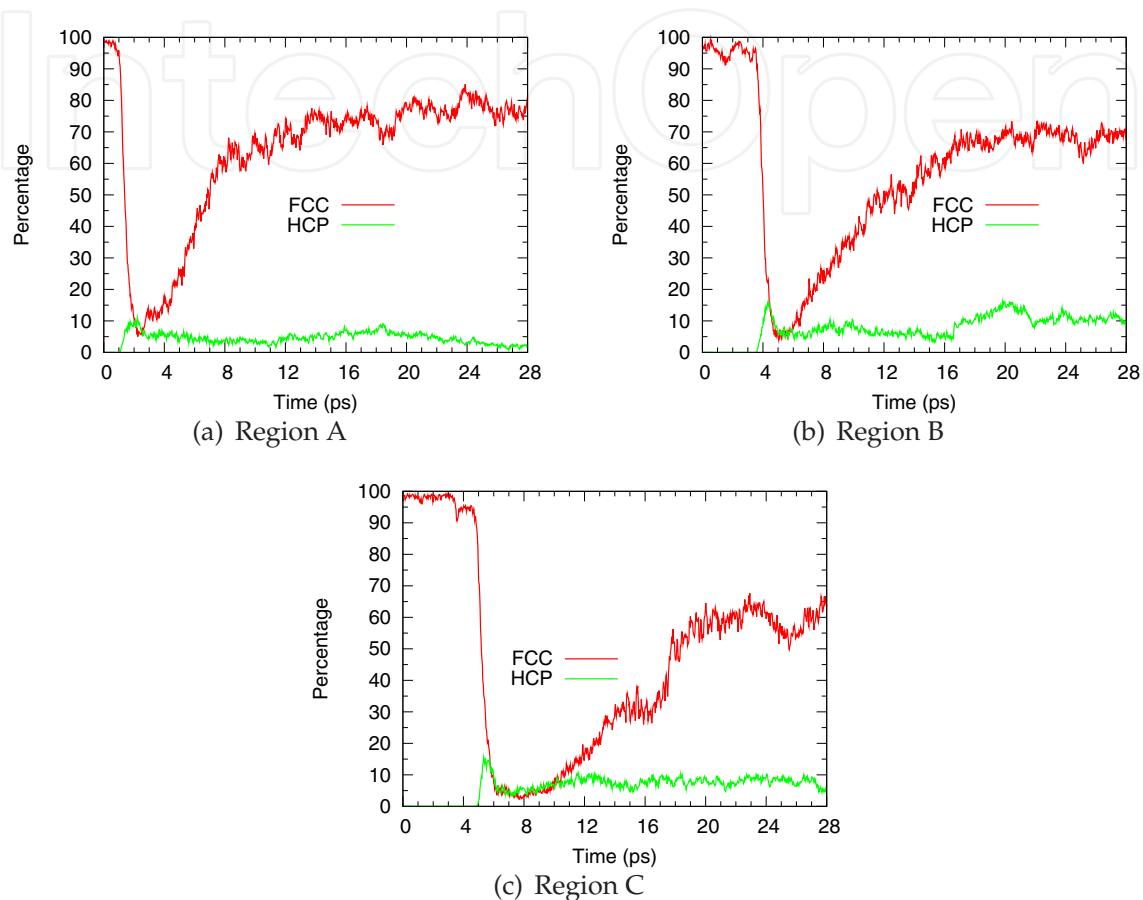 IntechOpen
100
90
80
70
60
50
40
30
20
10
0
Percentage
FCC
HCP
0 4 8 12 16 20 24 28
Time (ps)
(a) Region A
100
90
80
70
60
50
40
30
20
10
0
Percentage
FCC
HCP
0 4 8 12 16 20 24 28
Time (ps)
(b) Region B
100
90
80
70
60
50
40
30
20
10
0
Percentage
FCC
HCP
0 4 8 12 16 20 24 28
Time (ps)
(c) Region C